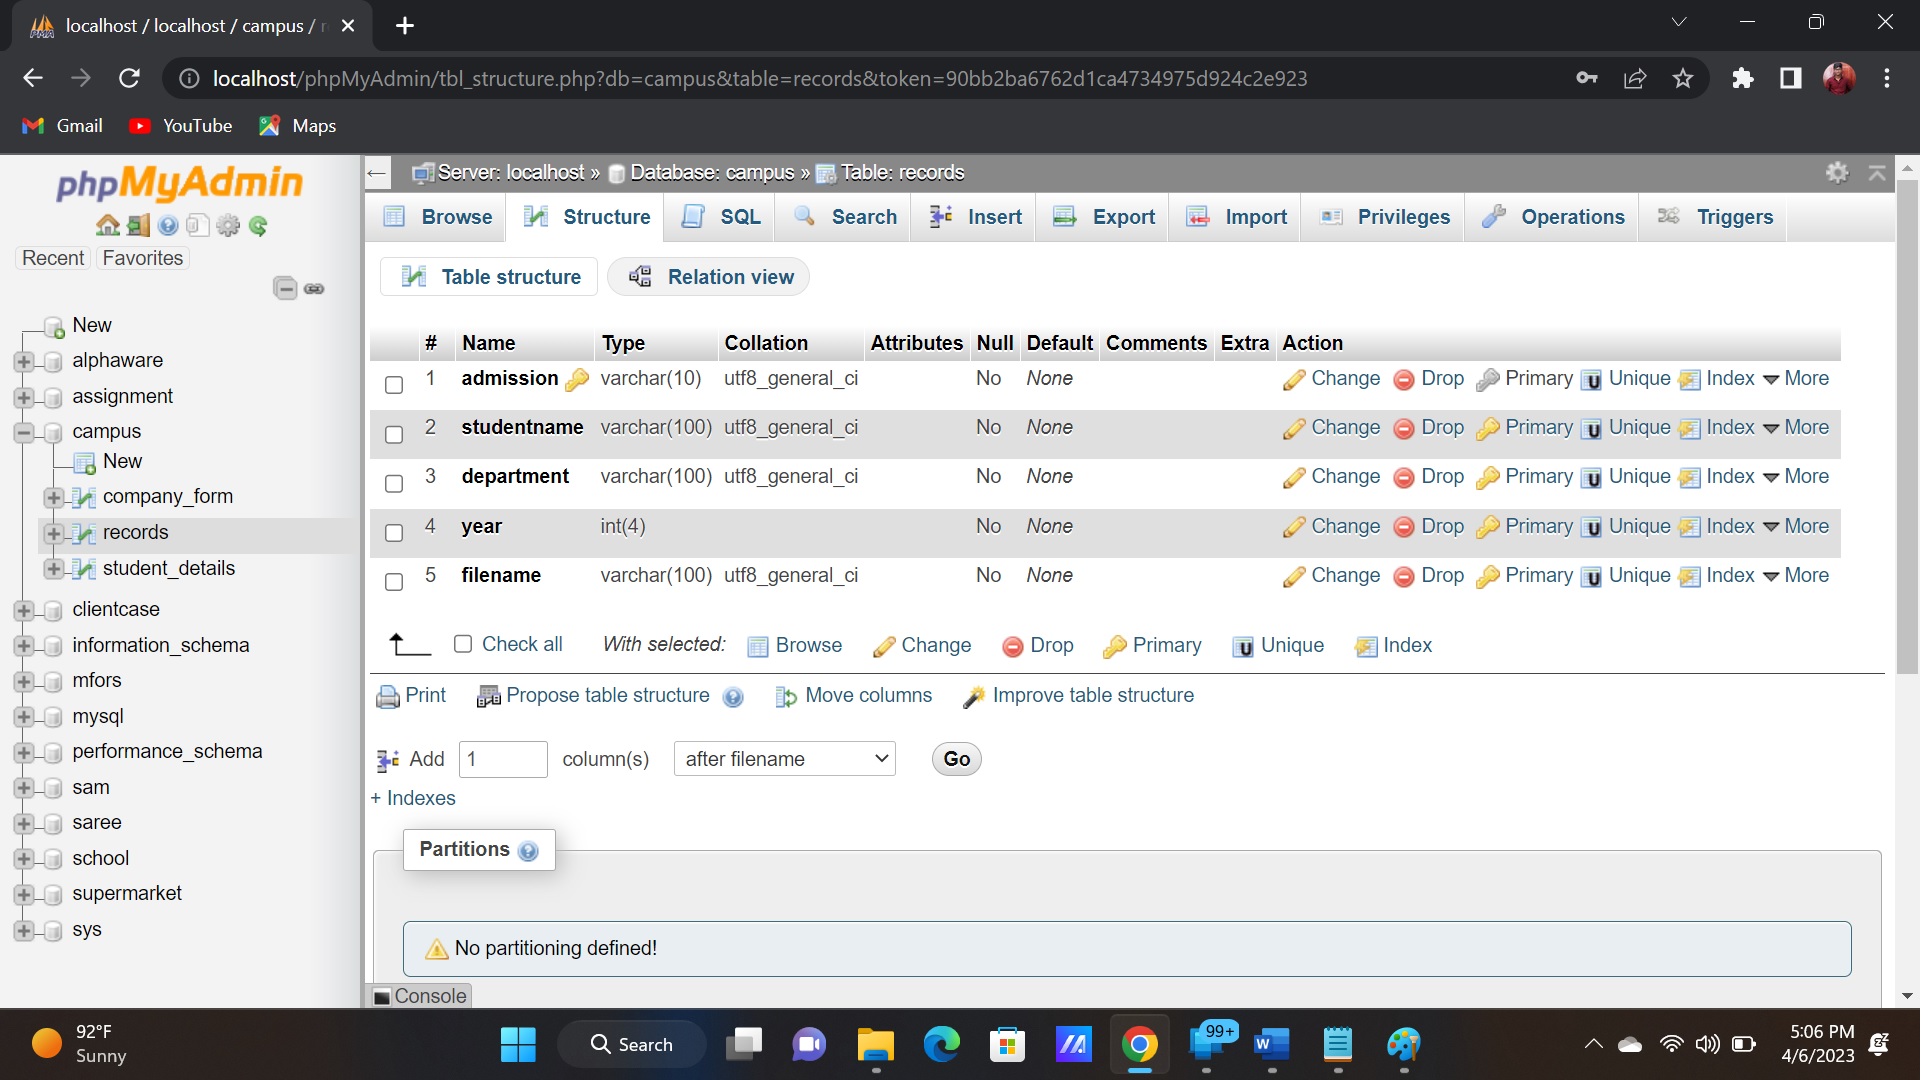 localhost / localhost / campus /
localhost/phpMyAdmin/tbl_structure.php?db=campus&table=records&token=90bb2ba6762d1ca4734975d924c2e923
Gmail YouTube Maps
phpMyAdmin
Recent Favorites
New
alphaware
assignment
campus
New
company_form
records
student_details
clientcase
information_schema
mfors
mysql
performance_schema
sam
saree
school
supermarket
sys
Server: localhost » Database: campus » Table: records
Browse Structure SQL Search Insert Export Import Privileges Operations Triggers
Table structure Relation view
# Name Type Collation Attributes Null Default Comments Extra Action
1 admission varchar(10) utf8_general_ci No None Change Drop Primary Unique Index More
2 studentname varchar(100) utf8_general_ci No None Change Drop Primary Unique Index More
3 department varchar(100) utf8_general_ci No None Change Drop Primary Unique Index More
4 year int(4) No None Change Drop Primary Unique Index More
5 filename varchar(100) utf8_general_ci No None Change Drop Primary Unique Index More
Check all With selected: Browse Change Drop Primary Unique Index
Print Propose table structure Move columns Improve table structure
Add 1 column(s) after filename Go
+ Indexes
Partitions
No partitioning defined!
Console
92°F
Sunny
Search
99+
5:06 PM
4/6/2023